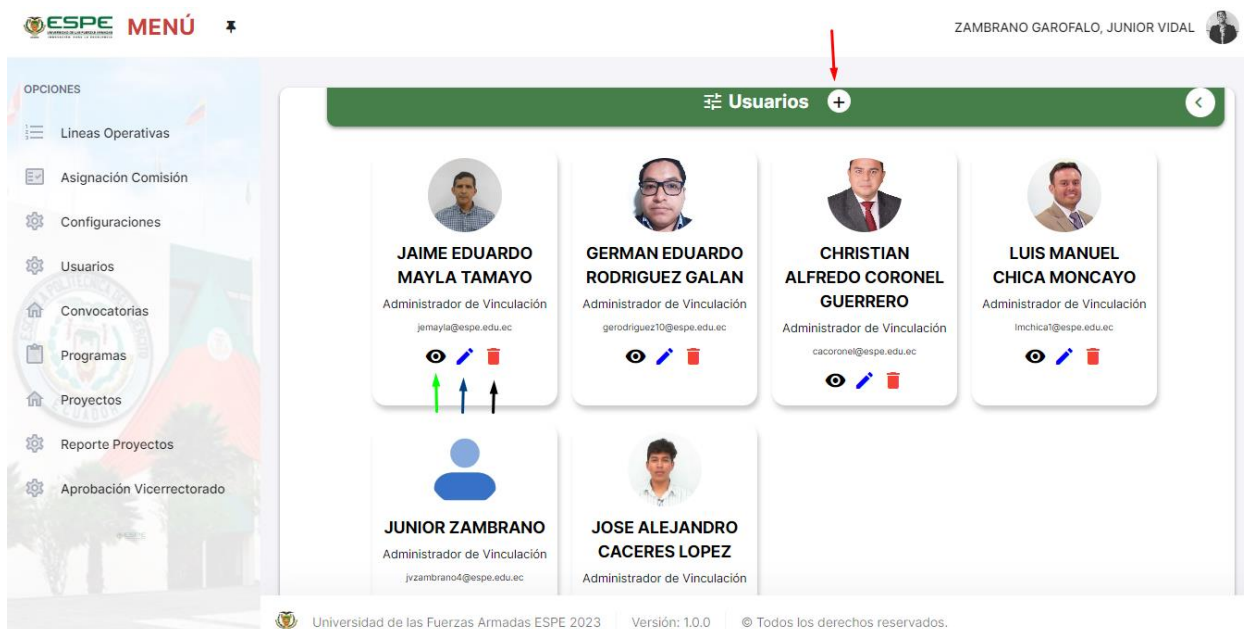 ESPE MENÚ
ZAMBRANO GAROFALO, JUNIOR VIDAL
OPCIONES
Lineas Operativas
Asignación Comisión
Configuraciones
Usuarios
Convocatorias
Programas
Proyectos
Reporte Proyectos
Aprobación Vicerrectorado
Usuarios
JAIME EDUARDO
MAYLA TAMAYO
Administrador de Vinculación
jemayla@espe.edu.ec
GERMAN EDUARDO
RODRIGUEZ GALAN
Administrador de Vinculación
gerodriguez10@espe.edu.ec
CHRISTIAN
ALFREDO CORONEL
GUERRERO
Administrador de Vinculación
cacoronel@espe.edu.ec
LUIS MANUEL
CHICA MONCAYO
Administrador de Vinculación
lmchica1@espe.edu.ec
JUNIOR ZAMBRANO
Administrador de Vinculación
jvzambrano4@espe.edu.ec
JOSE ALEJANDRO
CACERES LOPEZ
Administrador de Vinculación
Universidad de las Fuerzas Armadas ESPE 2023 Versión: 1.0.0 © Todos los derechos reservados.